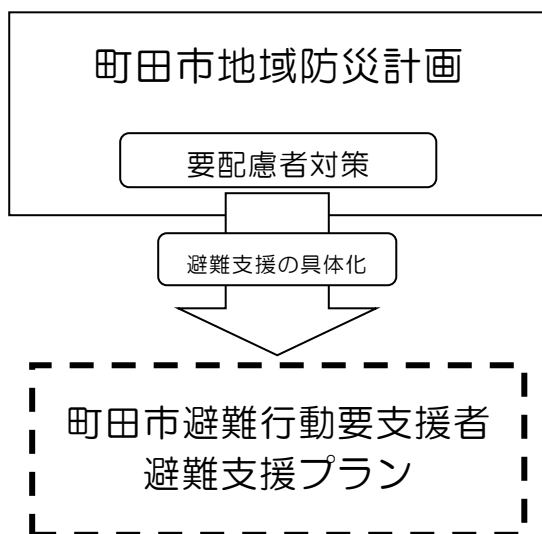 町田市地域防災計画
要配慮者対策
避難支援の具体化
町田市避難行動要支援者
避難支援プラン